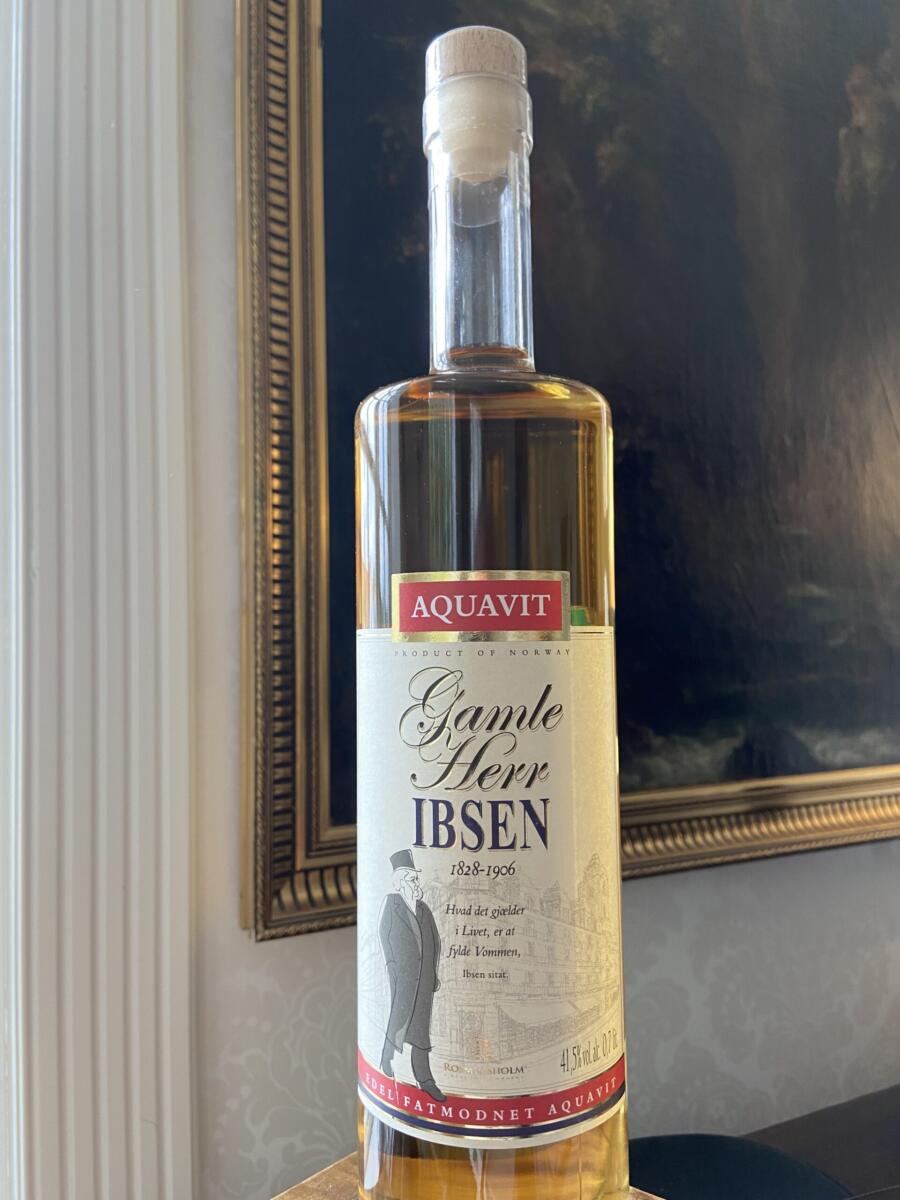 AQUAVIT
PRODUCT OF NORWAY
Gamle
Herr
IBSEN
1828-1906
Hvad det gjælder
i Livet, er at
fylde Vommen,
Ibsen sitat.
41,5% vol. alc. 0,7 lit.
EDEL FATMODNET AQUAVIT